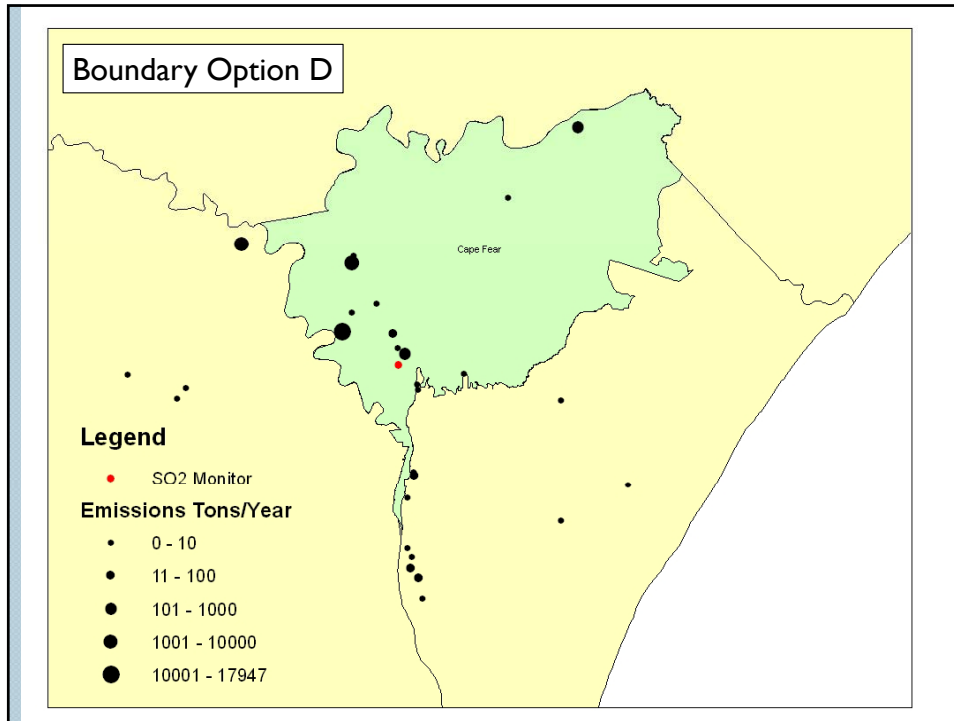 Boundary Option D
Cape Fear
Legend
SO2 Monitor
Emissions Tons/Year
0 - 10
11 - 100
101 - 1000
1001 - 10000
10001 - 17947